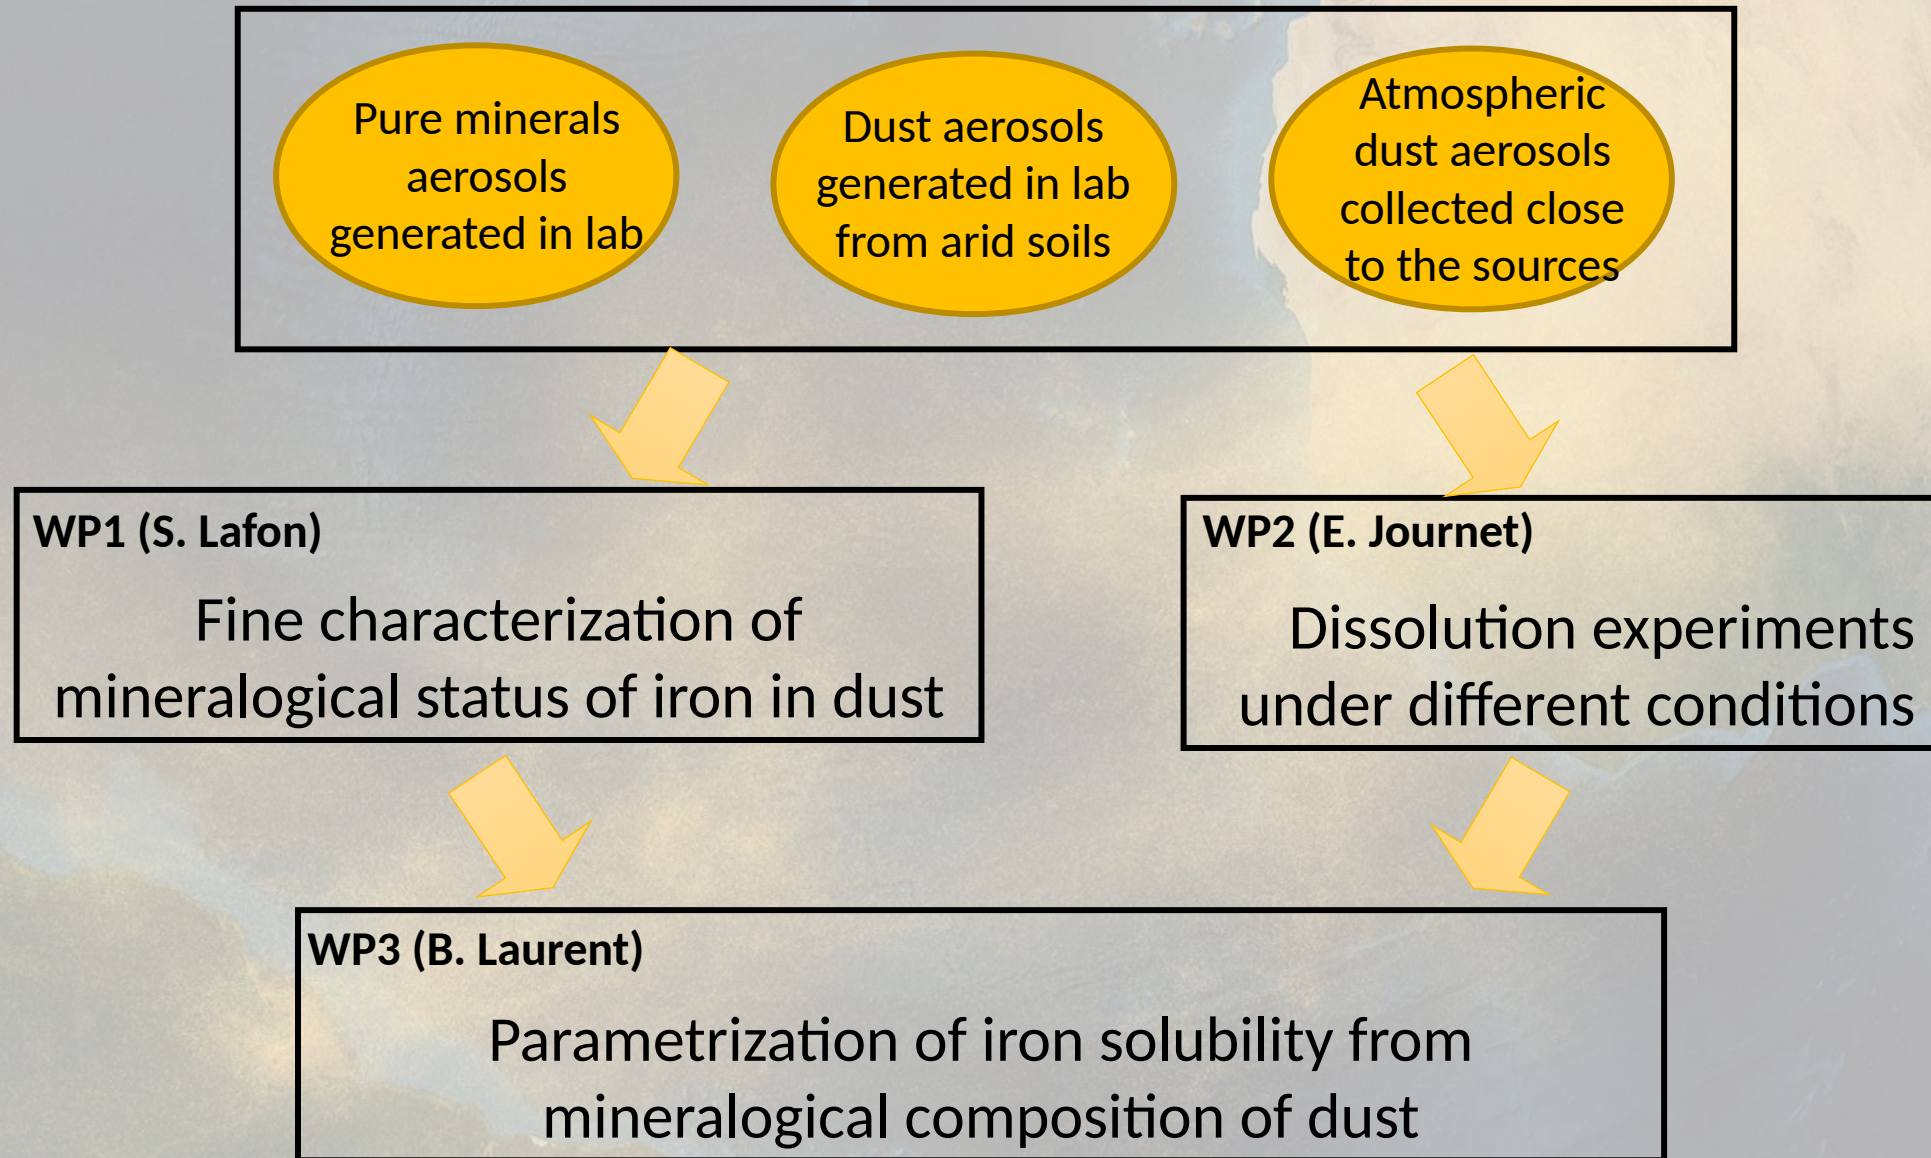 Pure minerals
aerosols
generated in lab
Dust aerosols
generated in lab
from arid soils
Atmospheric
dust aerosols
collected close
to the sources
WP1 (S. Lafon)
Fine characterization of
mineralogical status of iron in dust
WP2 (E. Journet)
Dissolution experiments
under different conditions
WP3 (B. Laurent)
Parametrization of iron solubility from
mineralogical composition of dust